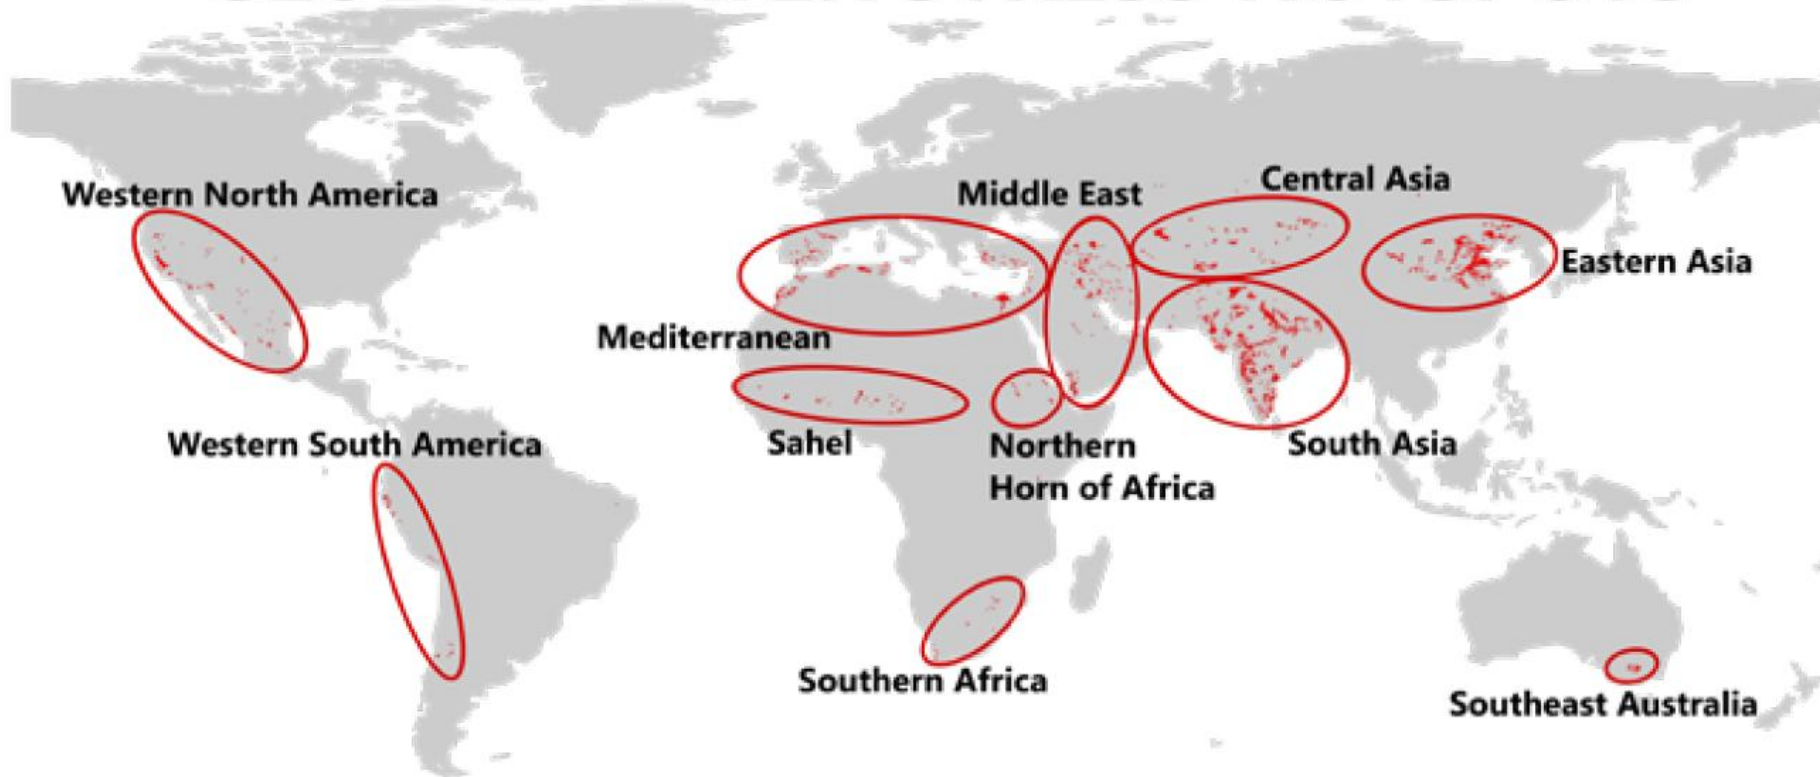 Western North America
Middle East
Central Asia
Eastern Asia
Mediterranean
Western South America
Sahel
Northern
Horn of Africa
South Asia
Southern Africa
Southeast Australia